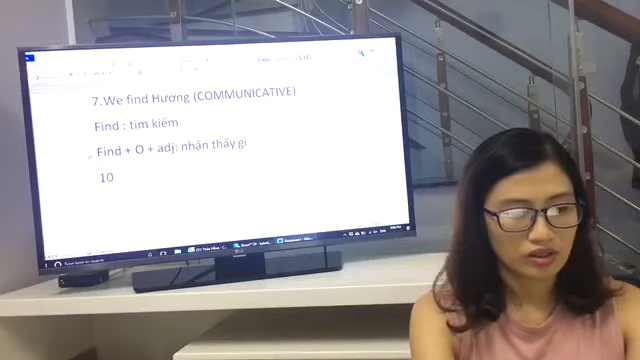 7.We find Hương (COMMUNICATIVE)
Find : tìm kiếm
Find + O + adj: nhận thấy gì
10